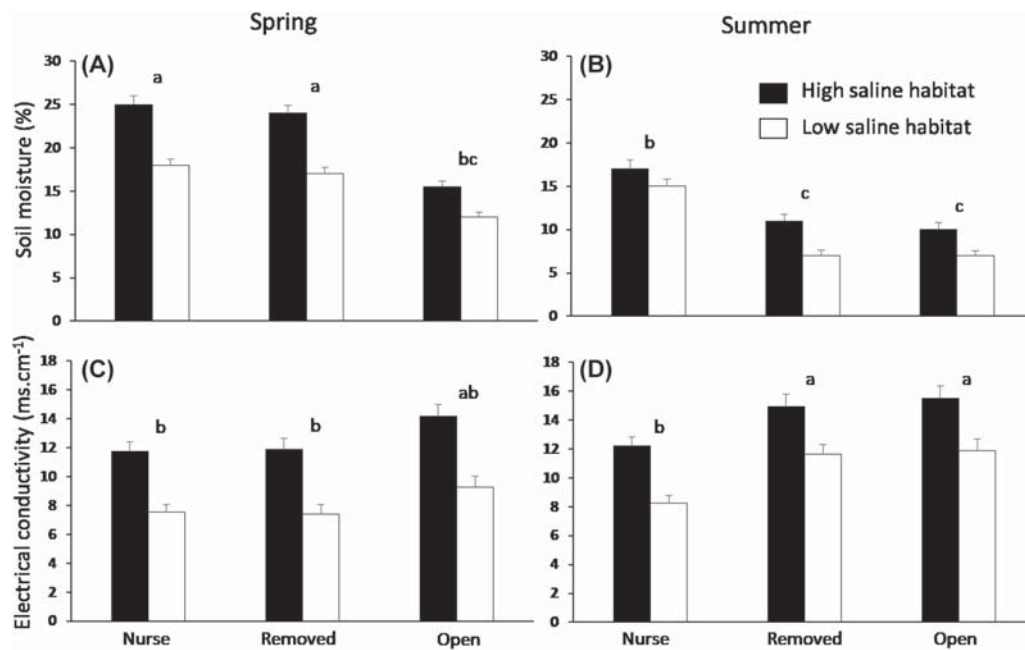 Spring
Summer
(A)
Soil moisture (%)
30
25
20
15
10
5
0
a
a
bc
(B)
30
25
20
15
10
5
0
b
c
c
High saline habitat
Low saline habitat
(C)
Electrical conductivity (ms.cm⁻¹)
18
16
14
12
10
8
6
4
2
0
b
b
ab
Nurse
Removed
Open
(D)
18
16
14
12
10
8
6
4
2
0
b
a
a
Nurse
Removed
Open